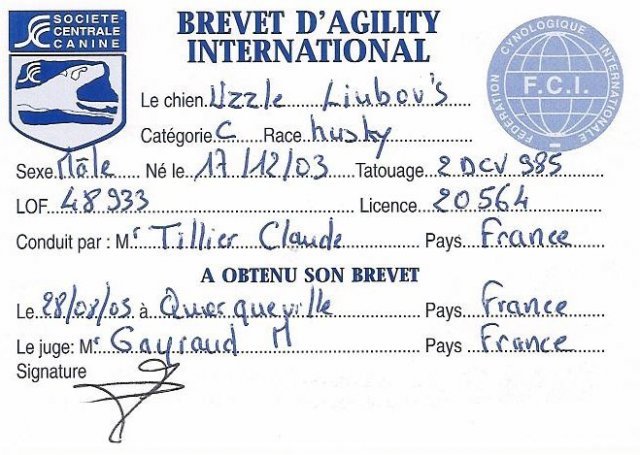 SOCIETE
CENTRALE
CANINE
BREVET D'AGILITY
INTERNATIONAL
FÉDÉRATION CYNOLOGIQUE INTERNATIONALE
F.C.I.
Le chien Uzzle Liubov's
Catégorie C Race husky
Sexe Mâle Né le 17/12/03 Tatouage 2DCV 985
LOF 48933 Licence 20564
Conduit par : Mr Tillier Claude Pays France
A OBTENU SON BREVET
Le 28/08/05 à Querqueville Pays France
Le juge: Mr Gayraud M Pays France
Signature